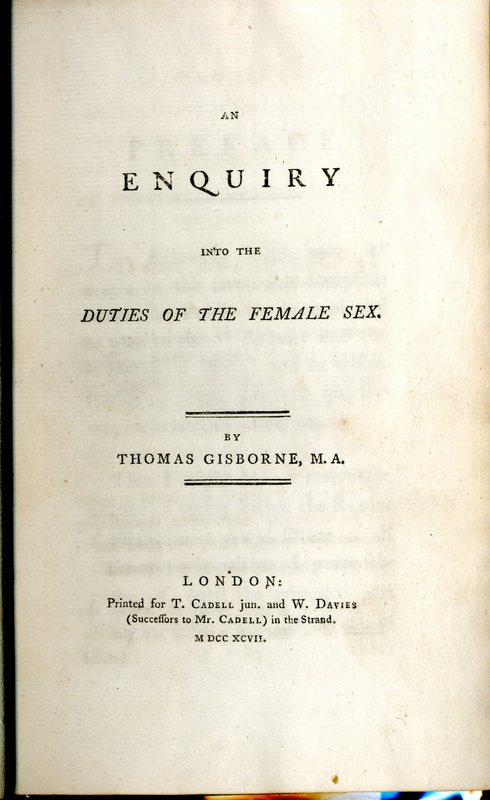 AN
ENQUIRY
INTO THE
DUTIES OF THE FEMALE SEX.
BY
THOMAS GISBORNE, M. A.
LONDON:
Printed for T. CADELL jun. and W. DAVIES
(Succeſſors to Mr. CADELL) in the Strand.
M DCC XCVII.